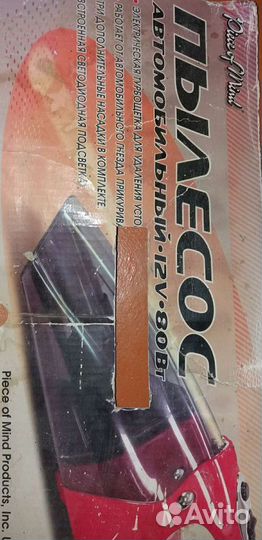 Piece of Mind
ПЫЛЕСОС
АВТОМОБИЛЬНЫЙ·12V·80Вт
• ЭЛЕКТРИЧЕСКАЯ ТУРБОЩЕТКА ДЛЯ УДАЛЕНИЯ
РАБОТАЕТ ОТ АВТОМОБИЛЬНОГО ГНЕЗДА
ТРИ ДОПОЛНИТЕЛЬНЫЕ НАСАДКИ В КОМПЛЕКТЕ
ВСТРОЕННАЯ СВЕТОДИОДНАЯ ПОДСВЕТКА
Piece of Mind Products, Inc.
Avito